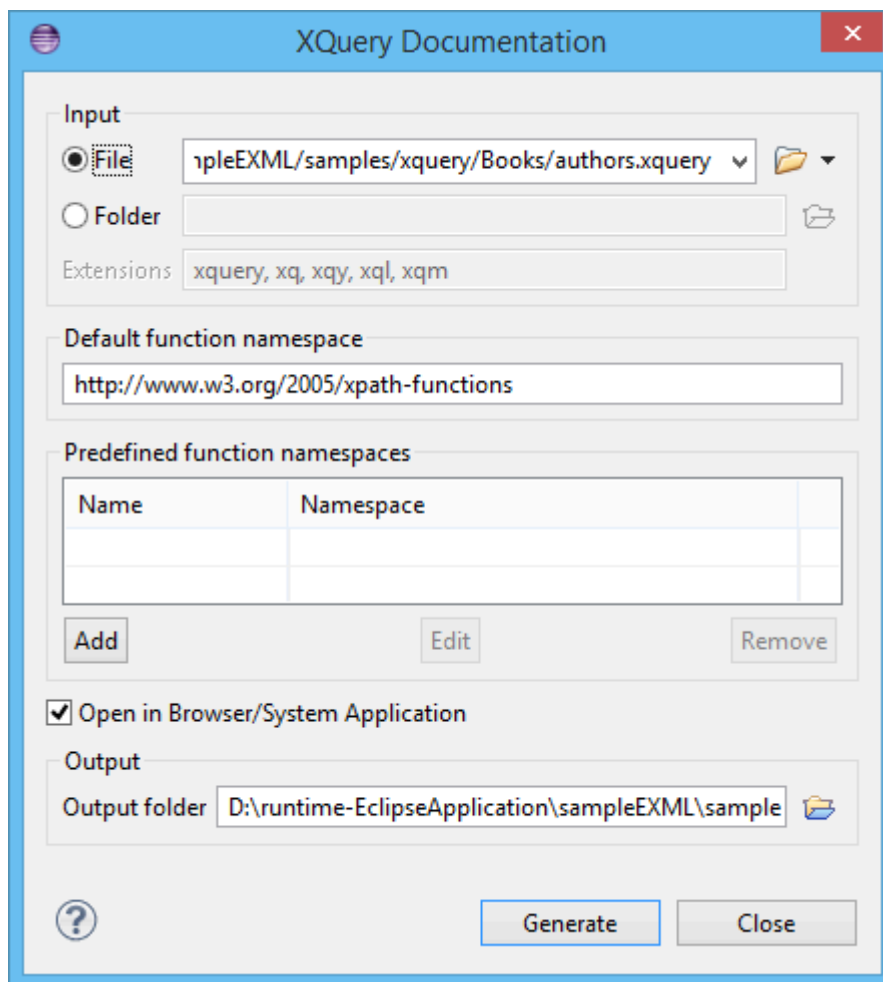 XQuery Documentation
Input
File
mpleEXML/samples/xquery/Books/authors.xquery
Folder
Extensions
xquery, xq, xqy, xql, xqm
Default function namespace
http://www.w3.org/2005/xpath-functions
Predefined function namespaces
Name Namespace
Add Edit Remove
Open in Browser/System Application
Output
Output folder D:\runtime-EclipseApplication\sampleEXML\sample
? Generate Close